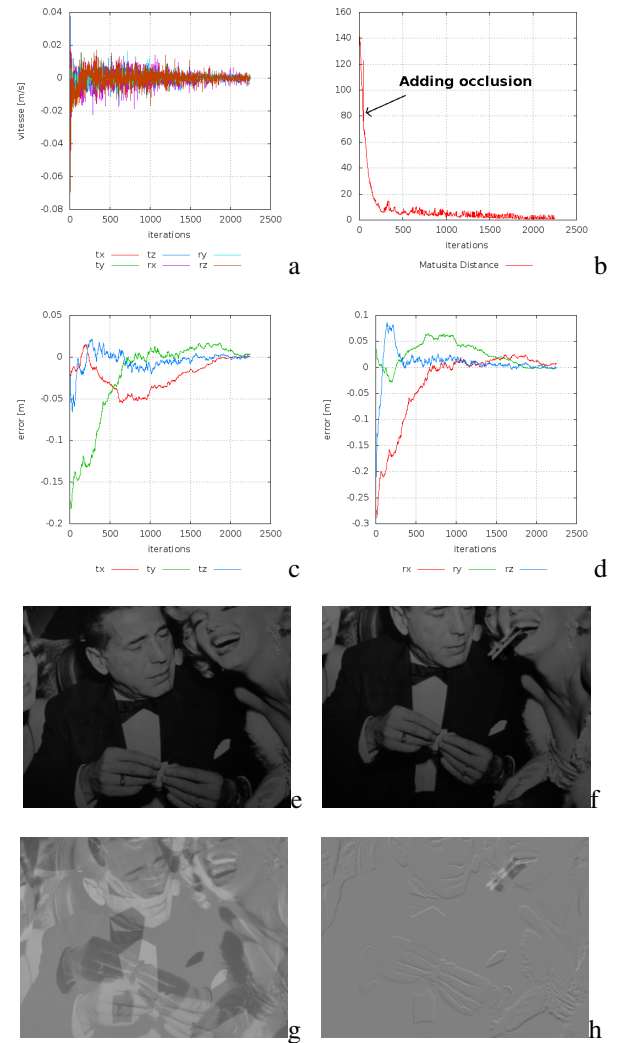 0.04
0.02
0
-0.02
-0.04
-0.06
-0.08
vitesse [m/s]
0 500 1000 1500 2000 2500
iterations
tx tz ry
ty rx rz
a
160
140
120
100
80
60
40
20
0
Adding occlusion
0 500 1000 1500 2000 2500
iterations
Matusita Distance
b
0.05
0
-0.05
-0.1
-0.15
-0.2
error [m]
0 500 1000 1500 2000 2500
iterations
tx ty tz
c
0.1
0.05
0
-0.05
-0.1
-0.15
-0.2
-0.25
-0.3
error [m]
0 500 1000 1500 2000 2500
iterations
rx ry rz
d
e
f
g
h